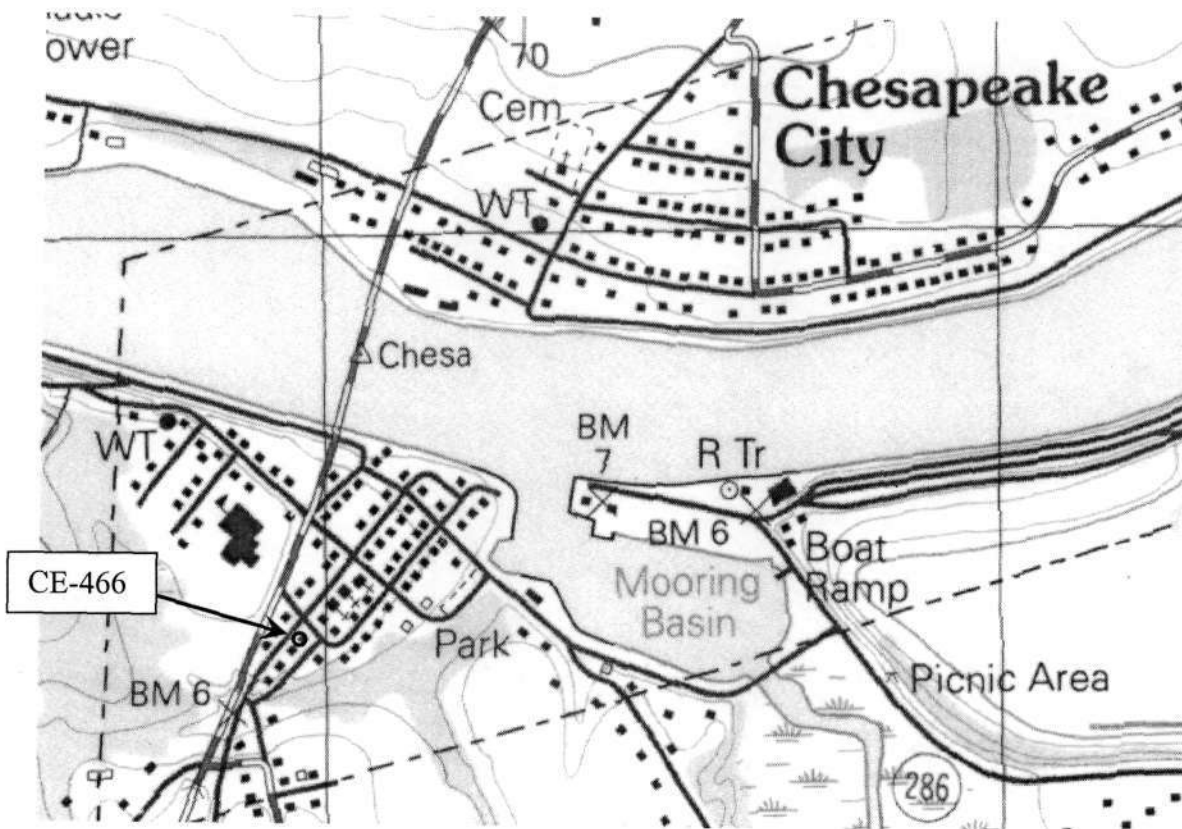 ower
70
Cem
Chesapeake
City
WT
Chesa
BM
7
R Tr
WT
BM 6
Boat
Ramp
Mooring
Basin
CE-466
Park
BM 6
Picnic Area
286